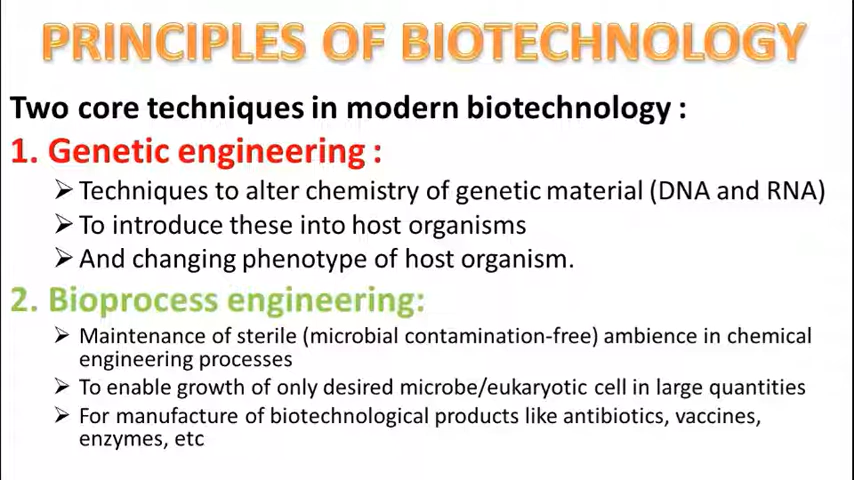 PRINCIPLES OF BIOTECHNOLOGY
Two core techniques in modern biotechnology :
1. Genetic engineering :
➢ Techniques to alter chemistry of genetic material (DNA and RNA)
➢ To introduce these into host organisms
➢ And changing phenotype of host organism.
2. Bioprocess engineering:
➢ Maintenance of sterile (microbial contamination-free) ambience in chemical
engineering processes
➢ To enable growth of only desired microbe/eukaryotic cell in large quantities
➢ For manufacture of biotechnological products like antibiotics, vaccines,
enzymes, etc